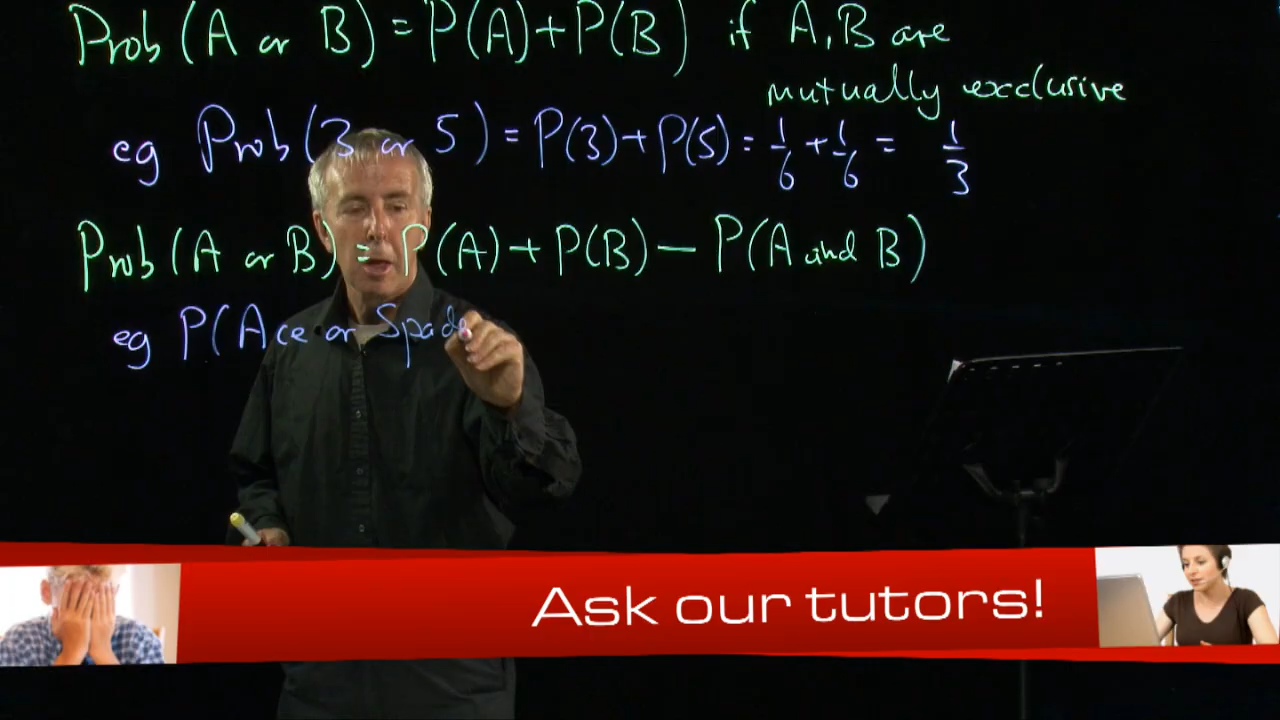 Prob (A or B) = P(A) + P(B) if A, B are
mutually exclusive
eg Prob (3 or 5) = P(3) + P(5) = 1/6 + 1/6 = 1/3
Prob (A or B) = P(A) + P(B) − P(A and B)
eg P(Ace or Spade
Ask our tutors!